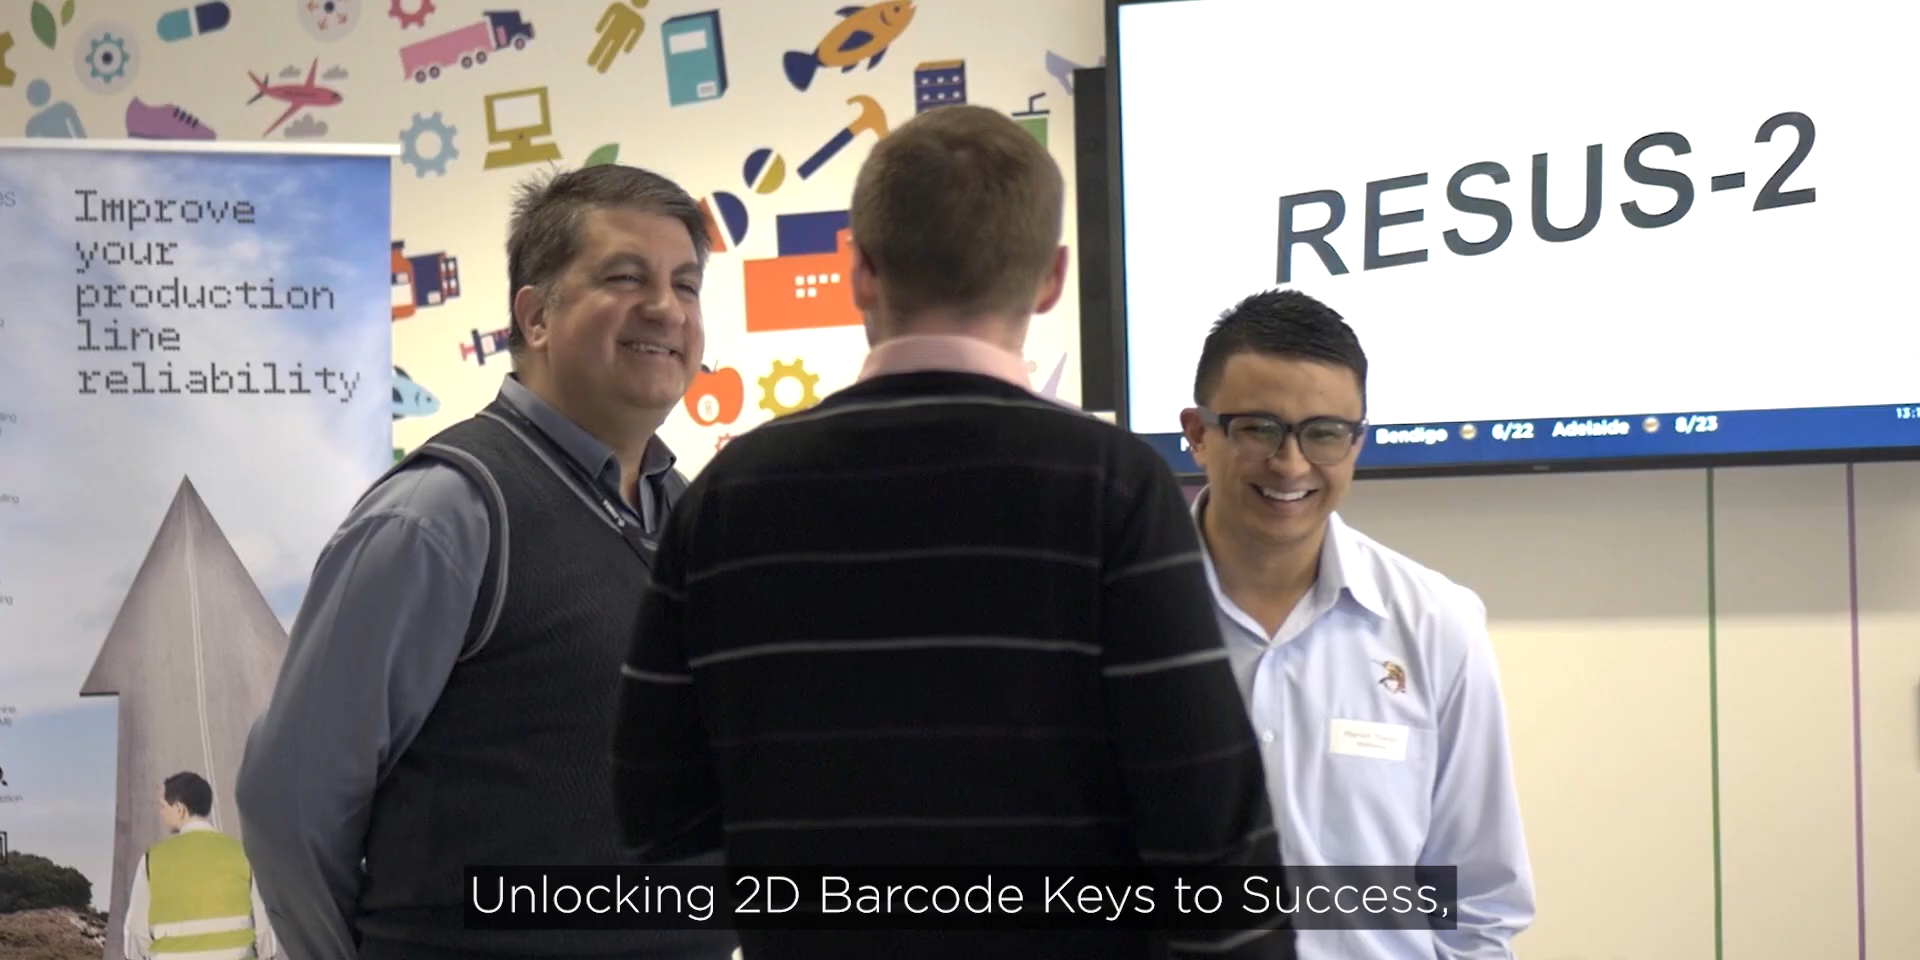 Improve
your
production
line
reliability
RESUS-2
Bendigo 6/22 Adelaide 8/23
Unlocking 2D Barcode Keys to Success,